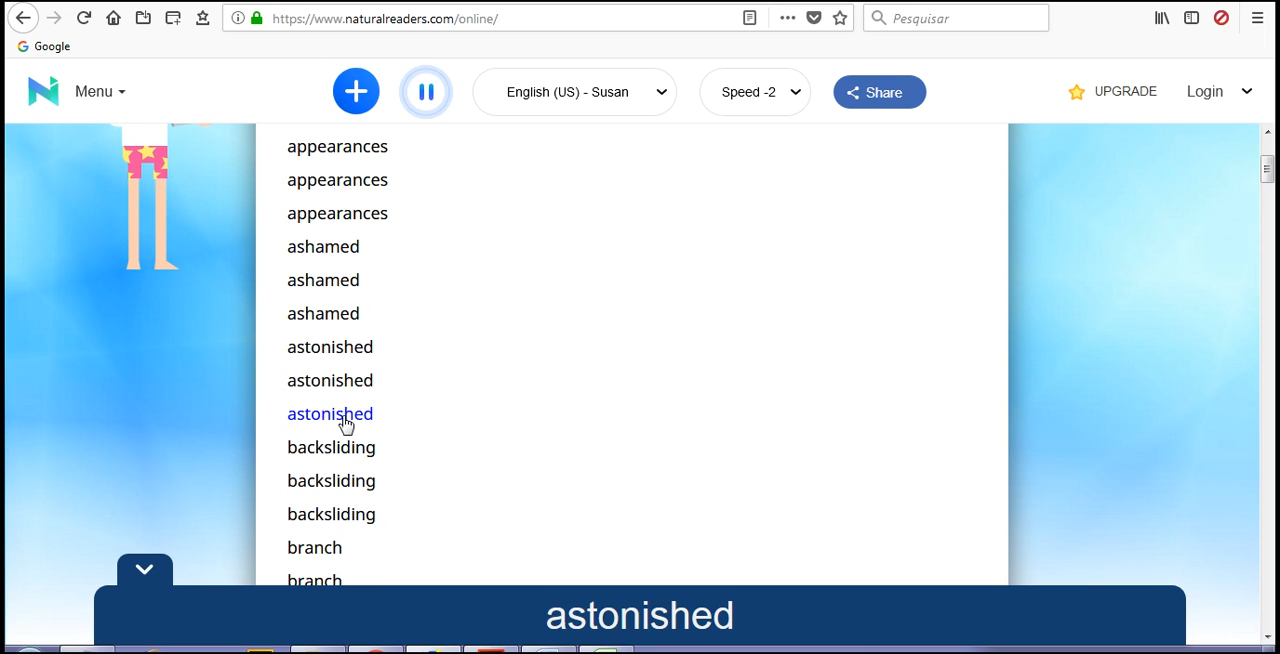 https://www.naturalreaders.com/online/
Pesquisar
Google
Menu
English (US) - Susan
Speed -2
Share
UPGRADE
Login
appearances
appearances
appearances
ashamed
ashamed
ashamed
astonished
astonished
astonished
backsliding
backsliding
backsliding
branch
branch
astonished